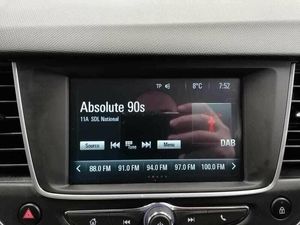 TP 8°C 7:52
Absolute 90s
11A SDL National
Source Tune Menu DAB
88.0 FM 91.0 FM 94.0 FM 97.0 FM 100.0 FM